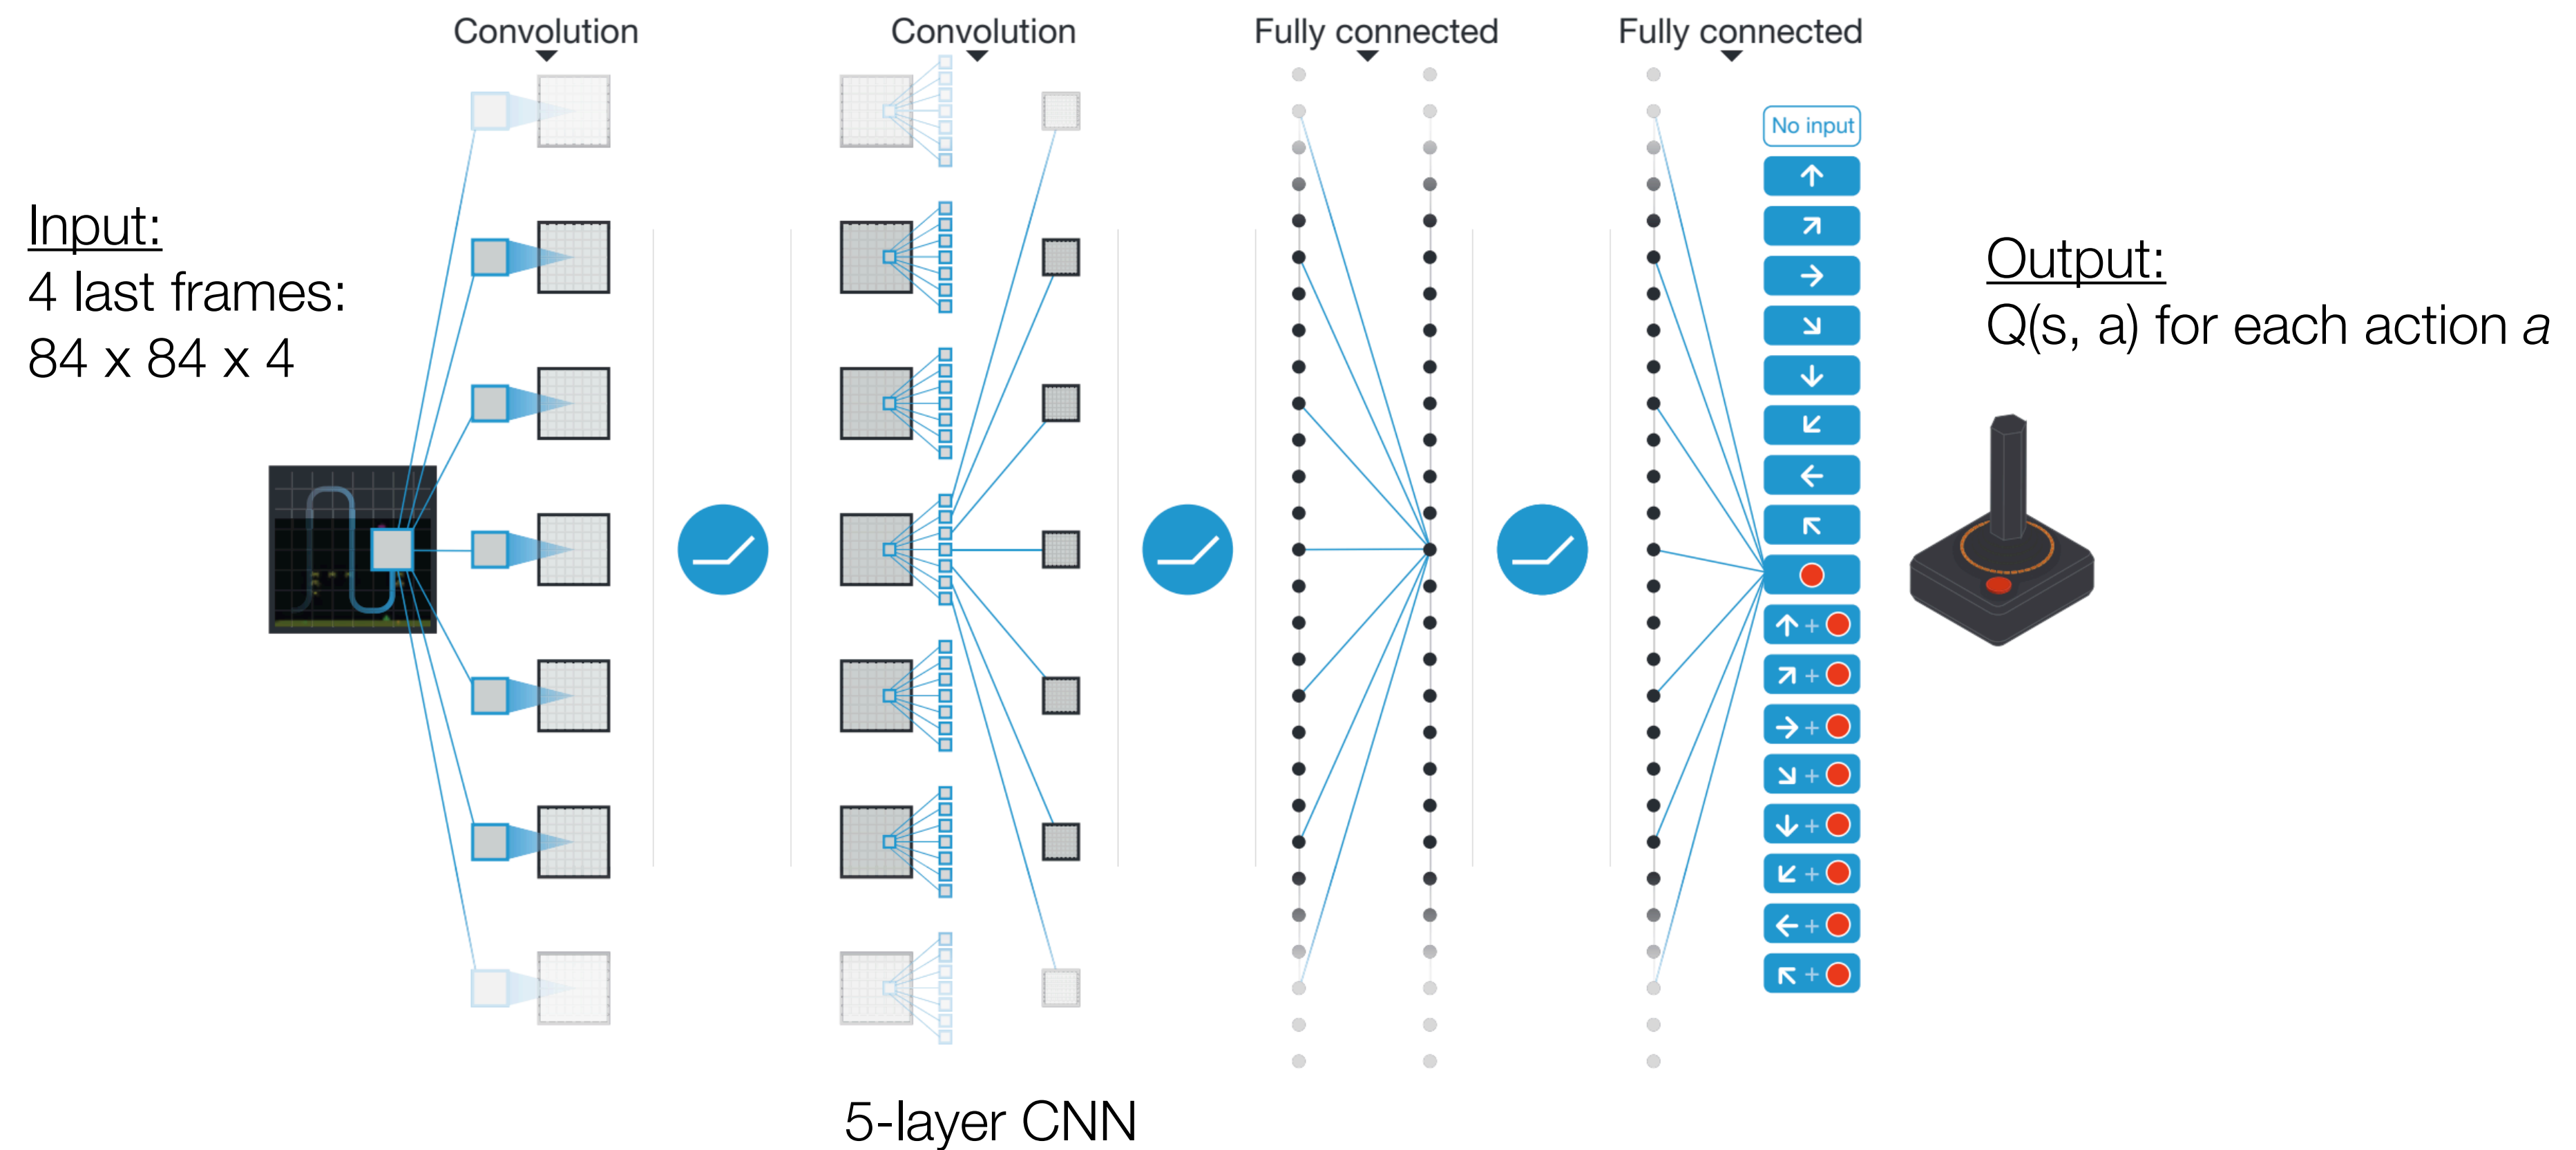 Convolution
Convolution
Fully connected
Fully connected
No input
Input:
4 last frames:
84 x 84 x 4
Output:
Q(s, a) for each action a
+
+
+
+
+
+
+
+
5-layer CNN